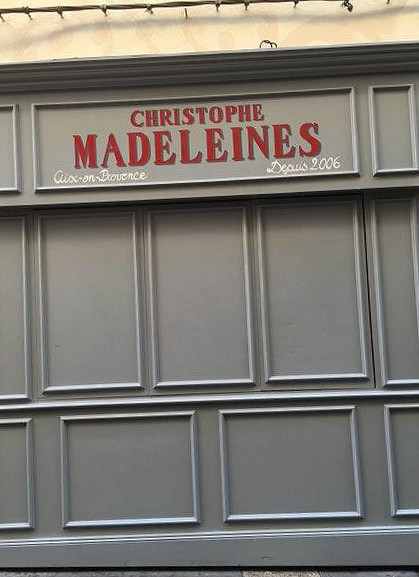 CHRISTOPHE
MADELEINES
Aix-en-Provence Depuis 2006